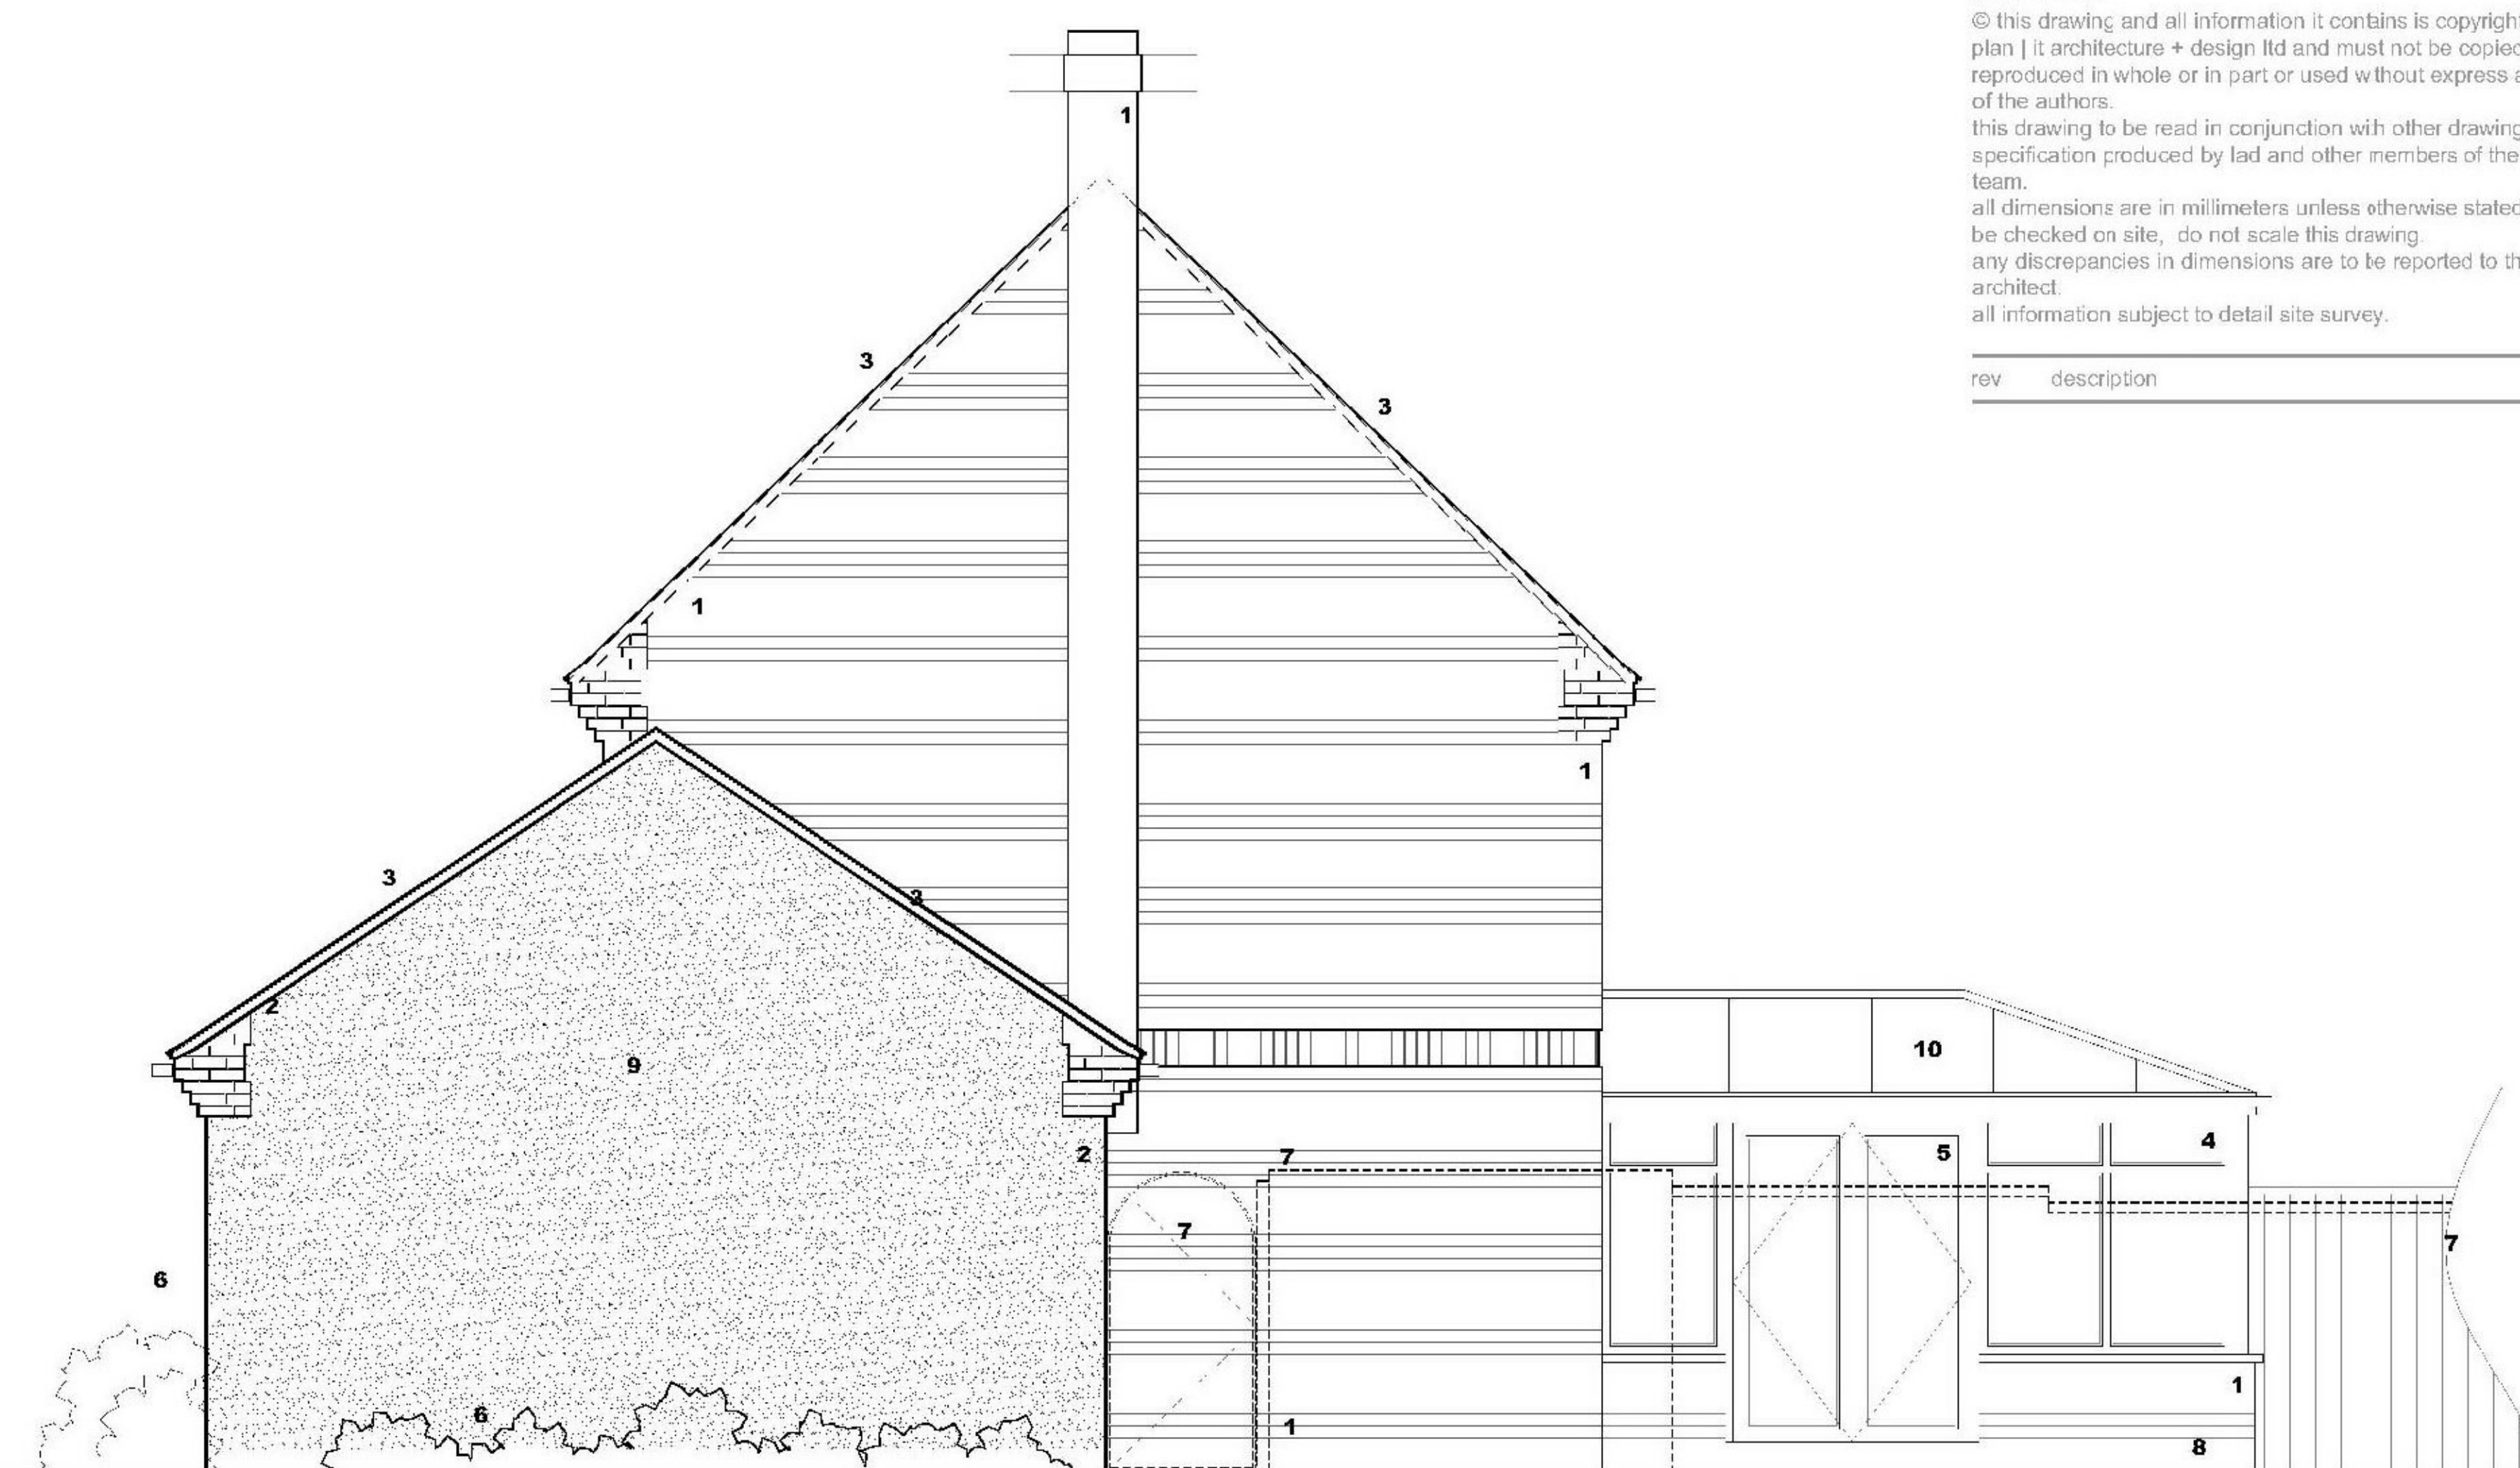 © this drawing and all information it contains is copyright
plan | it architecture + design ltd and must not be copied
reproduced in whole or in part or used without express a
of the authors.
this drawing to be read in conjunction wih other drawing
specification produced by lad and other members of the
team.
all dimensions are in millimeters unless otherwise stated
be checked on site, do not scale this drawing.
any discrepancies in dimensions are to be reported to th
architect.
all information subject to detail site survey.
rev description
1
3
3
1
1
3
3
2
9
10
2
7
5
4
7
7
6
1
6
1
8